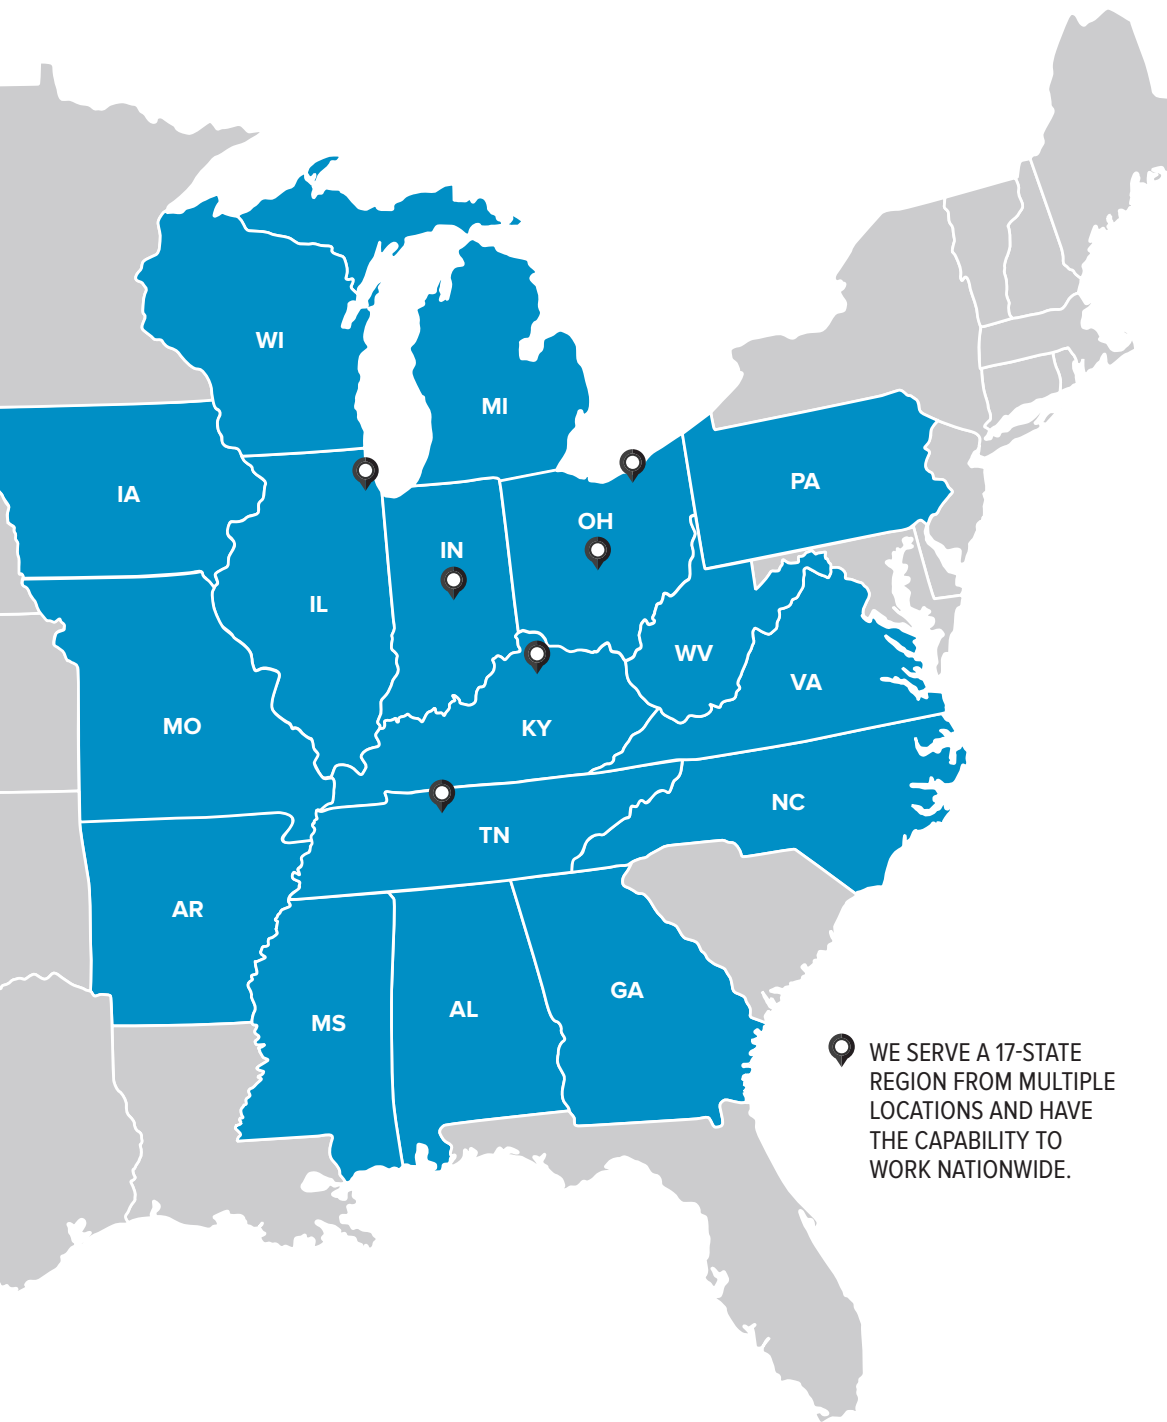 WI
MI
IA
PA
OH
IN
IL
WV
VA
MO
KY
NC
TN
AR
GA
AL
MS
WE SERVE A 17-STATE
REGION FROM MULTIPLE
LOCATIONS AND HAVE
THE CAPABILITY TO
WORK NATIONWIDE.